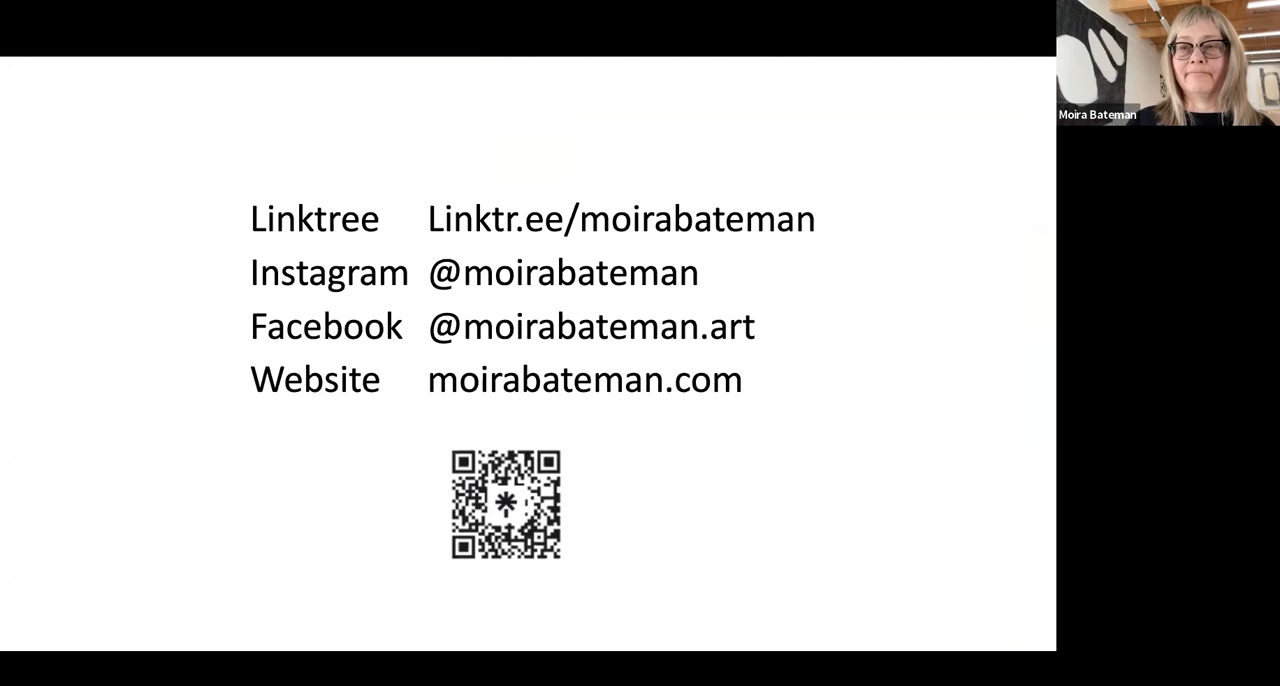 Linktree Linktr.ee/moirabateman
Instagram @moirabateman
Facebook @moirabateman.art
Website moirabateman.com
Moira Bateman